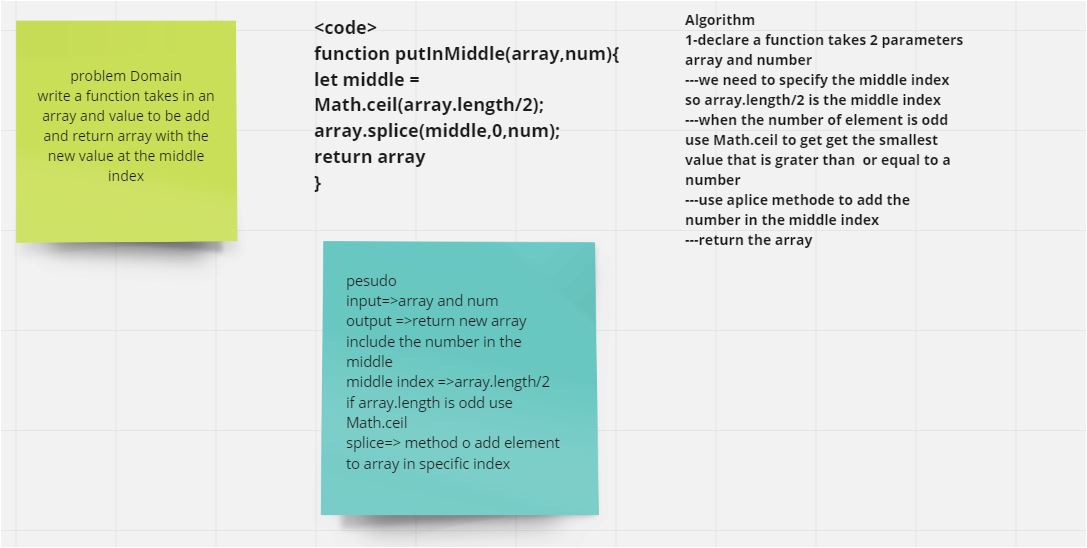 problem Domain
write a function takes in an
array and value to be add
and return array with the
new value at the middle
index
<code>
function putInMiddle(array,num){
let middle =
Math.ceil(array.length/2);
array.splice(middle,0,num);
return array
}
Algorithm
1-declare a function takes 2 parameters
array and number
---we need to specify the middle index
so array.length/2 is the middle index
---when the number of element is odd
use Math.ceil to get get the smallest
value that is grater than  or equal to a
number
---use aplice methode to add the
number in the middle index
---return the array
pesudo
input=>array and num
output =>return new array
include the number in the
middle
middle index =>array.length/2
if array.length is odd use
Math.ceil
splice=> method o add element
to array in specific index